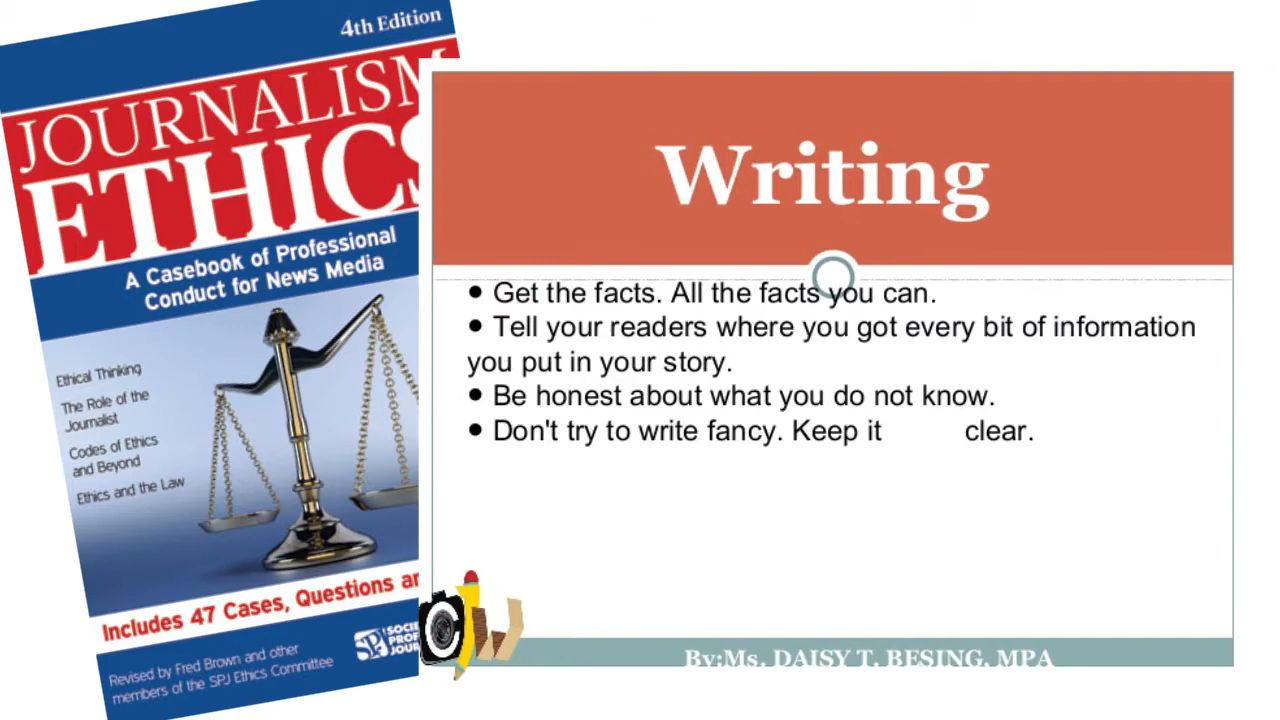 4th Edition
JOURNALISM
ETHICS
A Casebook of Professional
Conduct for News Media
Ethical Thinking
The Role of the
Journalist
Codes of Ethics
and Beyond
Ethics and the Law
Includes 47 Cases, Questions
Revised by Fred Brown and other
members of the SPJ Ethics Committee
SPJ
Writing
• Get the facts. All the facts you can.
• Tell your readers where you got every bit of information
you put in your story.
• Be honest about what you do not know.
• Don't try to write fancy. Keep it clear.
CW
By:Ms. DAISY T. BESING, MPA